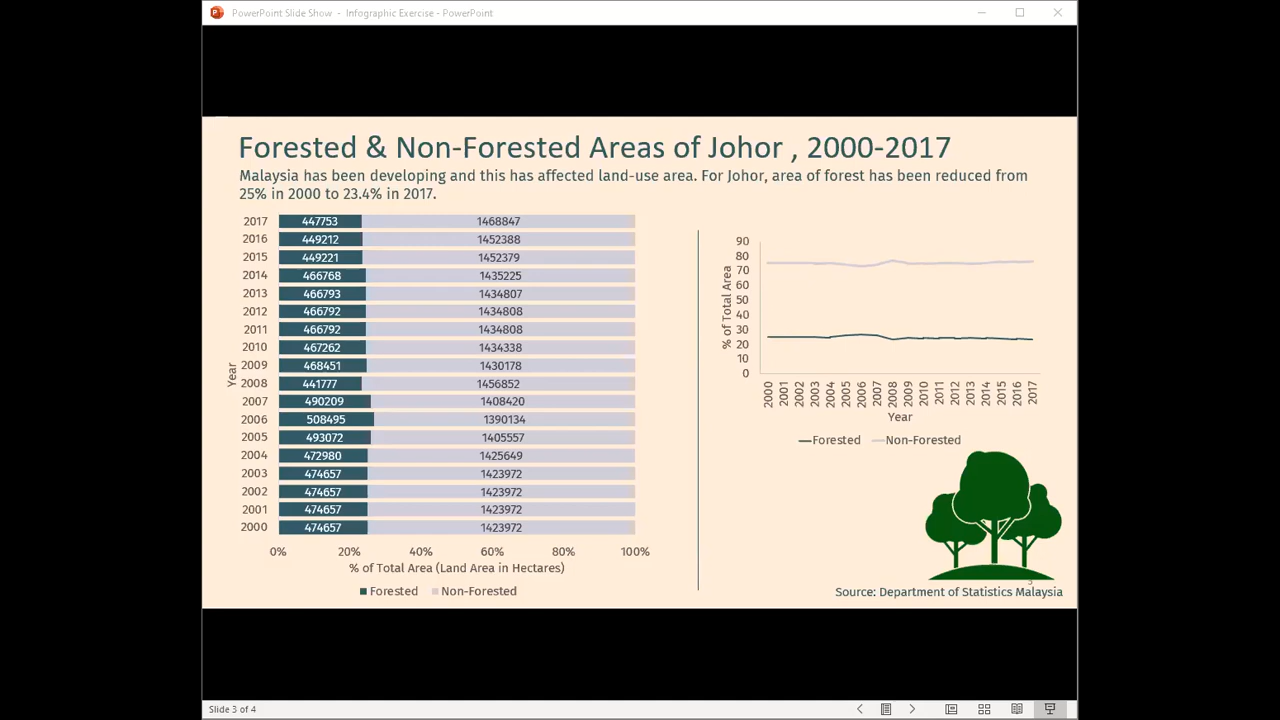 PowerPoint Slide Show - Infographic Exercise - PowerPoint
Forested & Non-Forested Areas of Johor , 2000-2017
Malaysia has been developing and this has affected land-use area. For Johor, area of forest has been reduced from
25% in 2000 to 23.4% in 2017.
2017 447753 1468847
2016 449212 1452388
2015 449221 1452379
2014 466768 1435225
2013 466793 1434807
2012 466792 1434808
2011 466792 1434808
2010 467262 1434338
2009 468451 1430178
2008 441777 1456852
2007 490209 1408420
2006 508495 1390134
2005 493072 1405557
2004 472980 1425649
2003 474657 1423972
2002 474657 1423972
2001 474657 1423972
2000 474657 1423972
Year
0% 20% 40% 60% 80% 100%
% of Total Area (Land Area in Hectares)
Forested Non-Forested
% of Total Area
90
80
70
60
50
40
30
20
10
0
2000 2001 2002 2003 2004 2005 2006 2007 2008 2009 2010 2011 2012 2013 2014 2015 2016 2017
Year
Forested Non-Forested
3
Source: Department of Statistics Malaysia
Slide 3 of 4